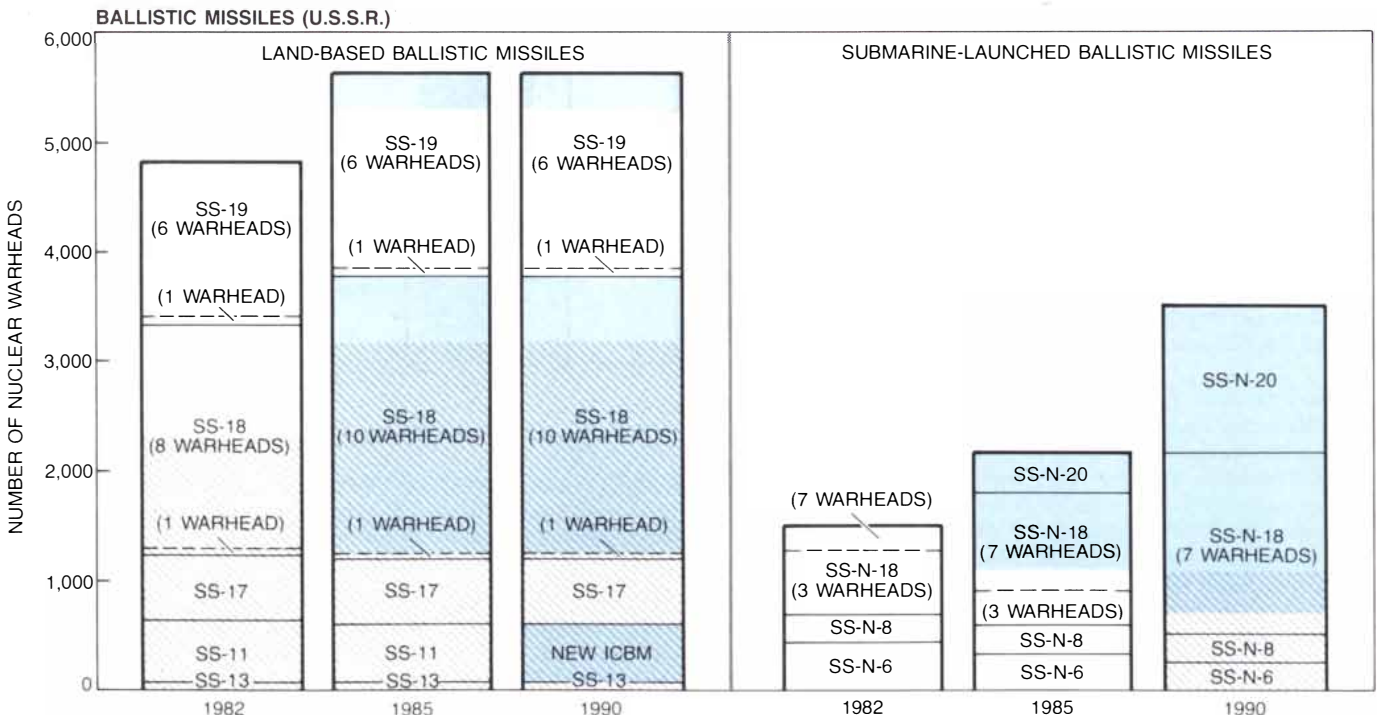 BALLISTIC MISSILES (U.S.S.R.)
LAND-BASED BALLISTIC MISSILES
SUBMARINE-LAUNCHED BALLISTIC MISSILES
NUMBER OF NUCLEAR WARHEADS
6,000
5,000
4,000
3,000
2,000
1,000
0
SS-19
(6 WARHEADS)
(1 WARHEAD)
SS-18
(8 WARHEADS)
(1 WARHEAD)
SS-17
SS-11
SS-13
1982
SS-19
(6 WARHEADS)
(1 WARHEAD)
SS-18
(10 WARHEADS)
(1 WARHEAD)
SS-17
SS-11
SS-13
1985
SS-19
(6 WARHEADS)
(1 WARHEAD)
SS-18
(10 WARHEADS)
(1 WARHEAD)
SS-17
NEW ICBM
SS-13
1990
(7 WARHEADS)
SS-N-18
(3 WARHEADS)
SS-N-8
SS-N-6
1982
SS-N-20
SS-N-18
(7 WARHEADS)
(3 WARHEADS)
SS-N-8
SS-N-6
1985
SS-N-20
SS-N-18
(7 WARHEADS)
SS-N-8
SS-N-6
1990